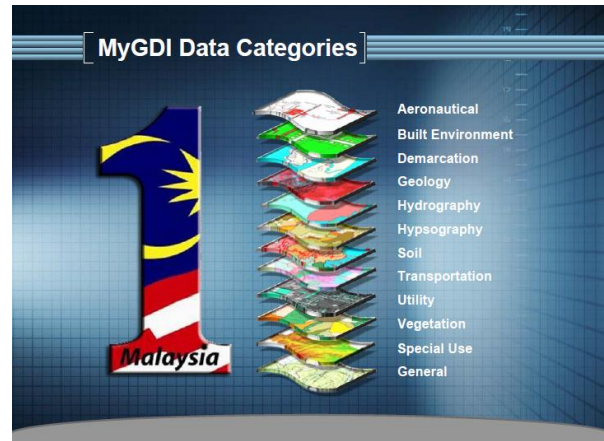 MyGDI Data Categories
Aeronautical
Built Environment
Demarcation
Geology
Hydrography
Hypsography
Soil
Transportation
Utility
Vegetation
Special Use
General
Malaysia